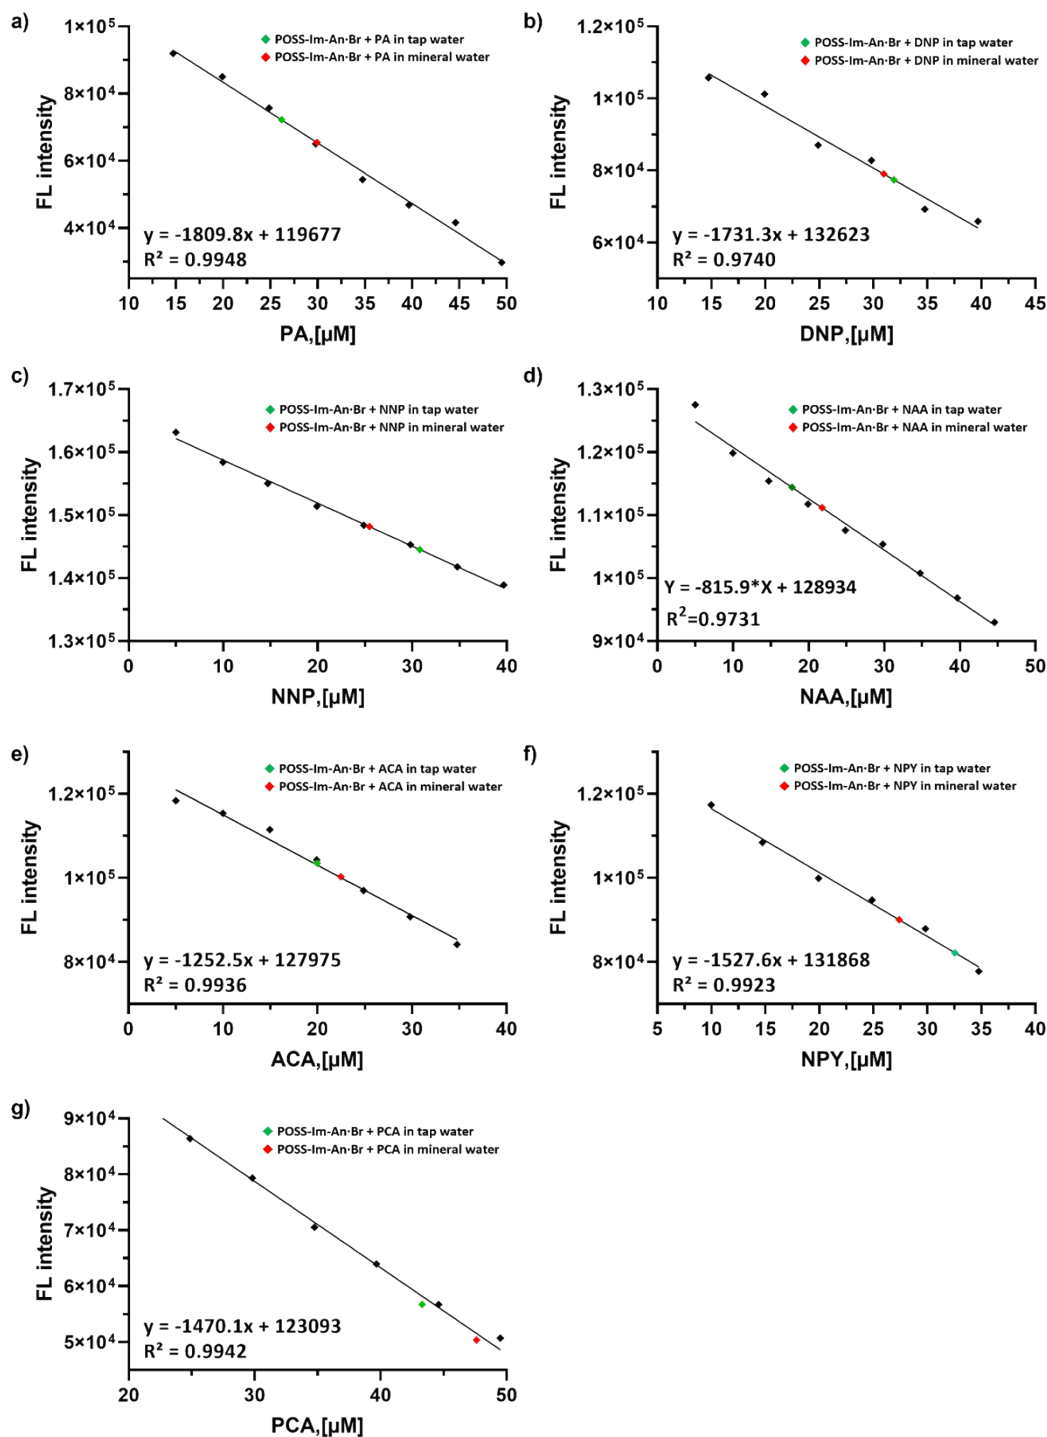 a)
1×10⁵
8×10⁴
6×10⁴
4×10⁴
FL intensity
POSS-Im-An·Br + PA in tap water
POSS-Im-An·Br + PA in mineral water
y = -1809.8x + 119677
R² = 0.9948
10 15 20 25 30 35 40 45 50
PA,[µM]
b)
1.2×10⁵
1×10⁵
8×10⁴
6×10⁴
FL intensity
POSS-Im-An·Br + DNP in tap water
POSS-Im-An·Br + DNP in mineral water
y = -1731.3x + 132623
R² = 0.9740
10 15 20 25 30 35 40 45
DNP,[µM]
c)
1.7×10⁵
1.6×10⁵
1.5×10⁵
1.4×10⁵
1.3×10⁵
FL intensity
POSS-Im-An·Br + NNP in tap water
POSS-Im-An·Br + NNP in mineral water
0 10 20 30 40
NNP,[µM]
d)
1.3×10⁵
1.2×10⁵
1.1×10⁵
1×10⁵
9×10⁴
FL intensity
POSS-Im-An·Br + NAA in tap water
POSS-Im-An·Br + NAA in mineral water
Y = -815.9*X + 128934
R²=0.9731
0 10 20 30 40 50
NAA,[µM]
e)
1.2×10⁵
1×10⁵
8×10⁴
FL intensity
POSS-Im-An·Br + ACA in tap water
POSS-Im-An·Br + ACA in mineral water
y = -1252.5x + 127975
R² = 0.9936
0 10 20 30 40
ACA,[µM]
f)
1.2×10⁵
1×10⁵
8×10⁴
FL intensity
POSS-Im-An·Br + NPY in tap water
POSS-Im-An·Br + NPY in mineral water
y = -1527.6x + 131868
R² = 0.9923
5 10 15 20 25 30 35 40
NPY,[µM]
g)
9×10⁴
8×10⁴
7×10⁴
6×10⁴
5×10⁴
FL intensity
POSS-Im-An·Br + PCA in tap water
POSS-Im-An·Br + PCA in mineral water
y = -1470.1x + 123093
R² = 0.9942
20 30 40 50
PCA,[µM]